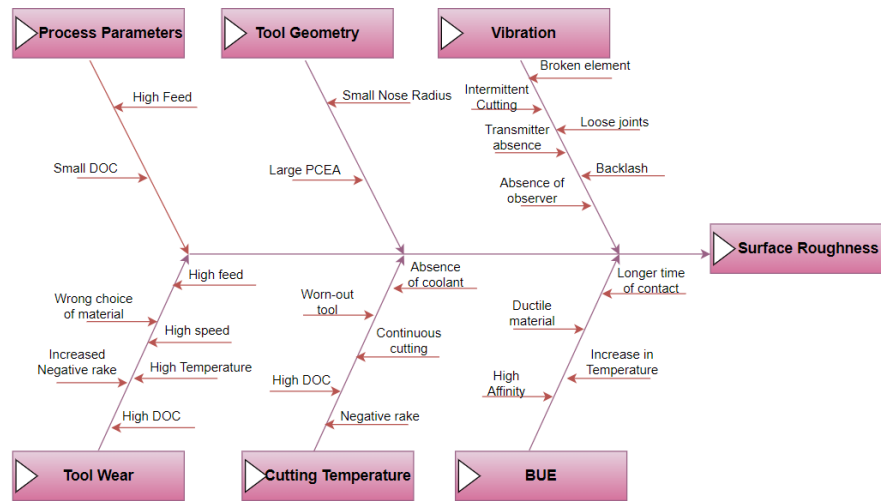 Process Parameters
Tool Geometry
Vibration
High Feed
Small DOC
Small Nose Radius
Large PCEA
Broken element
Intermittent
Cutting
Loose joints
Transmitter
absence
Backlash
Absence of
observer
Surface Roughness
High feed
Wrong choice
of material
High speed
Increased
Negative rake
High Temperature
High DOC
Absence
of coolant
Worn-out
tool
Continuous
cutting
High DOC
Negative rake
Longer time
of contact
Ductile
material
Increase in
Temperature
High
Affinity
Tool Wear
Cutting Temperature
BUE